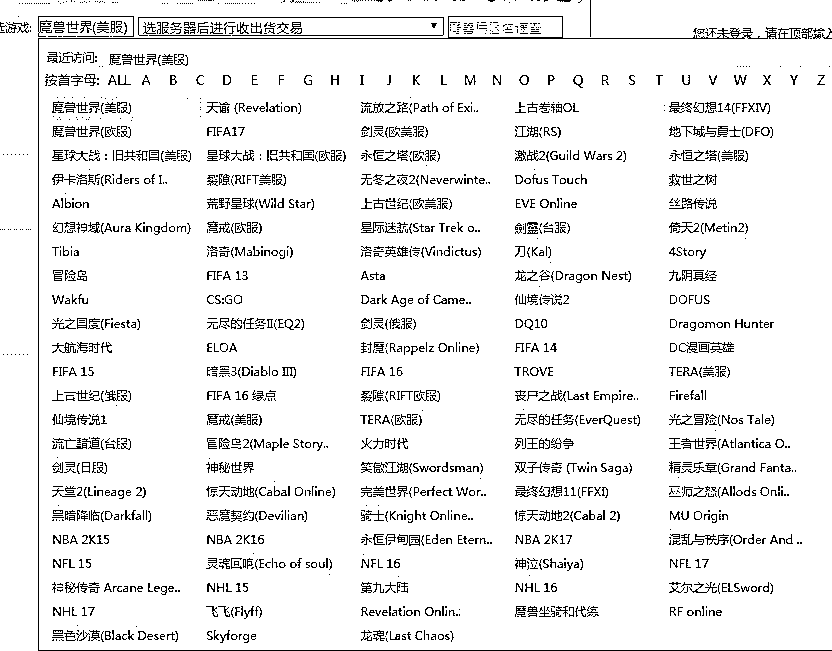 选游戏: 魔兽世界(美服) 选服务器后进行收出货交易
您还未登录，请在顶部输入
最近访问: 魔兽世界(美服)
按首字母: ALL A B C D E F G H I J K L M N O P Q R S T U V W X Y Z
魔兽世界(美服) 天谕 (Revelation) 流放之路(Path of Exi.. 上古卷轴OL 最终幻想14(FFXIV)
魔兽世界(欧服) FIFA17 剑灵(欧美服) 江湖(RS) 地下城与勇士(DFO)
星球大战：旧共和国(美服) 星球大战：旧共和国(欧服) 永恒之塔(欧服) 激战2(Guild Wars 2) 永恒之塔(美服)
伊卡洛斯(Riders of I.. 裂隙(RIFT美服) 无冬之夜2(Neverwinte.. Dofus Touch 救世之树
Albion 荒野星球(Wild Star) 上古世纪(欧美服) EVE Online 丝路传说
幻想神域(Aura Kingdom) 魔戒(欧服) 星际迷航(Star Trek o.. 劍靈(台服) 倚天2(Metin2)
Tibia 洛奇(Mabinogi) 洛奇英雄传(Vindictus) 刀(Kal) 4Story
冒险岛 FIFA 13 Asta 龙之谷(Dragon Nest) 九阴真经
Wakfu CS:GO Dark Age of Came.. 仙境传说2 DOFUS
光之国度(Fiesta) 无尽的任务II(EQ2) 剑灵(俄服) DQ10 Dragomon Hunter
大航海时代 ELOA 封魔(Rappelz Online) FIFA 14 DC漫画英雄
FIFA 15 暗黑3(Diablo III) FIFA 16 TROVE TERA(美服)
上古世纪(俄服) FIFA 16 绿点 裂隙(RIFT欧服) 丧尸之战(Last Empire.. Firefall
仙境传说1 魔戒(美服) TERA(欧服) 无尽的任务(EverQuest) 光之冒险(Nos Tale)
流亡黯道(台服) 冒险岛2(Maple Story.. 火力时代 列王的纷争 王者世界(Atlantica O..
剑灵(日服) 神秘世界 笑傲江湖(Swordsman) 双子传奇 (Twin Saga) 精灵乐章(Grand Fanta..
天堂2(Lineage 2) 惊天动地(Cabal Online) 完美世界(Perfect Wor.. 最终幻想11(FFXI) 巫师之怒(Allods Onli..
黑暗降临(Darkfall) 恶魔契约(Devilian) 骑士(Knight Online.. 惊天动地2(Cabal 2) MU Origin
NBA 2K15 NBA 2K16 永恒伊甸园(Eden Etern.. NBA 2K17 混乱与秩序(Order And ..
NFL 15 灵魂回响(Echo of soul) NFL 16 神泣(Shaiya) NFL 17
神秘传奇 Arcane Lege.. NHL 15 第九大陆 NHL 16 艾尔之光(ELSword)
NHL 17 飞飞(Flyff) Revelation Onlin.. 魔兽坐骑和代练 RF online
黑色沙漠(Black Desert) Skyforge 龙魂(Last Chaos)